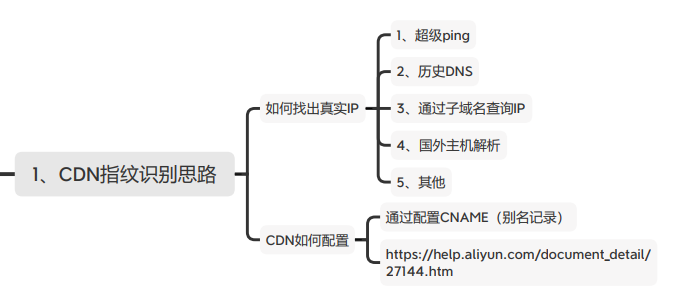 1、CDN指纹识别思路
如何找出真实IP
1、超级ping
2、历史DNS
3、通过子域名查询IP
4、国外主机解析
5、其他
CDN如何配置
通过配置CNAME（别名记录）
https://help.aliyun.com/document_detail/
27144.htm